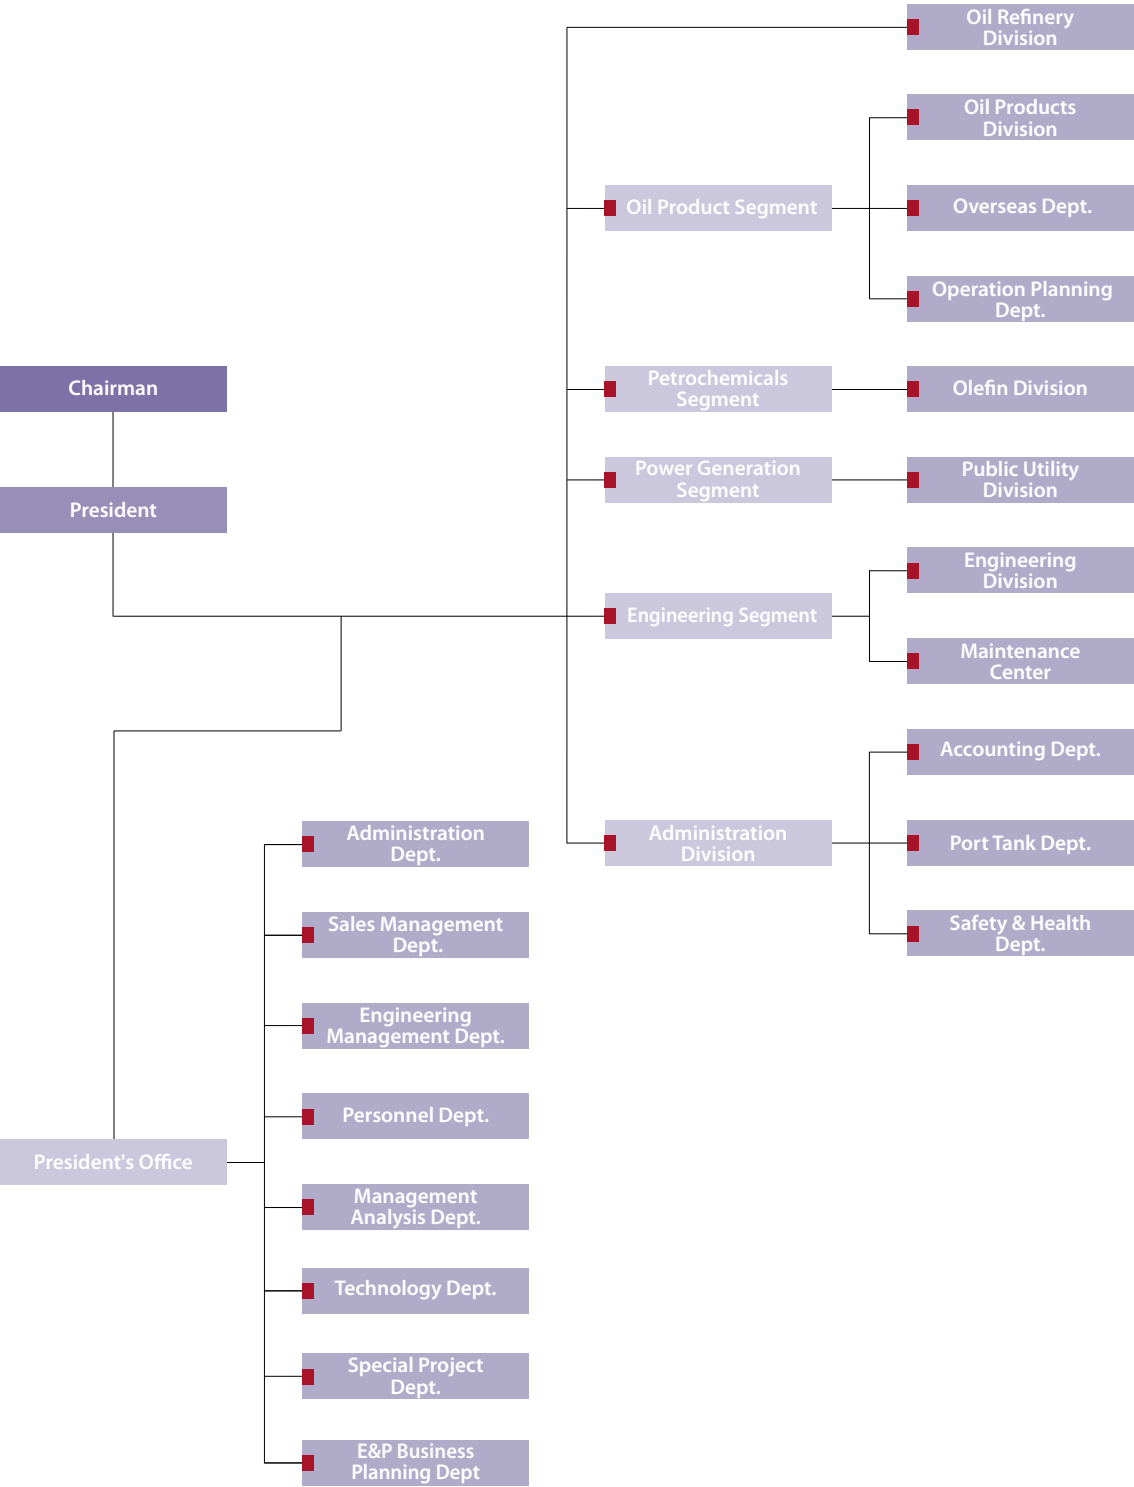 Chairman
President
President's Office
Administration
Dept.
Sales Management
Dept.
Engineering
Management Dept.
Personnel Dept.
Management
Analysis Dept.
Technology Dept.
Special Project
Dept.
E&P Business
Planning Dept
Oil Product Segment
Petrochemicals
Segment
Power Generation
Segment
Engineering Segment
Administration
Division
Oil Refinery
Division
Oil Products
Division
Overseas Dept.
Operation Planning
Dept.
Olefin Division
Public Utility
Division
Engineering
Division
Maintenance
Center
Accounting Dept.
Port Tank Dept.
Safety & Health
Dept.